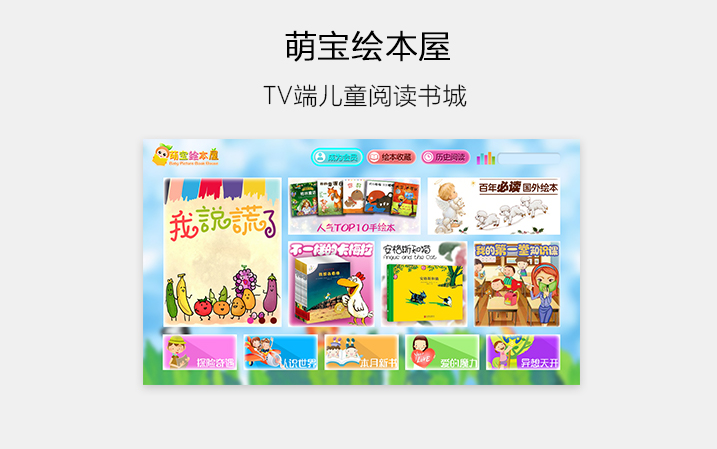 萌宝绘本屋
TV端儿童阅读书城
萌宝绘本屋
Baby Picture Book House
成为会员
绘本收藏
历史阅读
我說謊了
人气TOP10手绘本
百年必读国外绘本
不一样的卡梅拉
安格斯和猫
Angus and the Cat
我的第一堂知识课
探险奇遇
认识世界
本月新书
爱的魔力
异想天开